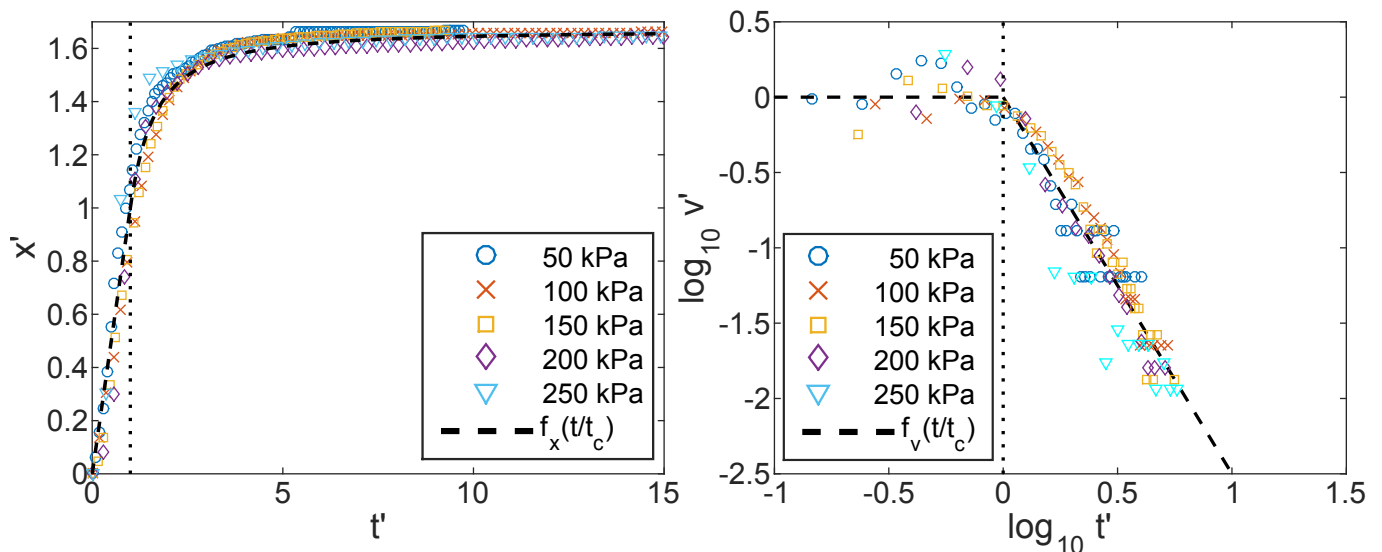 1.6
1.4
1.2
1
0.8
0.6
0.4
0.2
0
x'
0
5
10
15
t'
50 kPa
100 kPa
150 kPa
200 kPa
250 kPa
f_x(t/t_c)
0.5
0
-0.5
-1
-1.5
-2
-2.5
log_10 v'
-1
-0.5
0
0.5
1
1.5
log_10 t'
50 kPa
100 kPa
150 kPa
200 kPa
250 kPa
f_v(t/t_c)